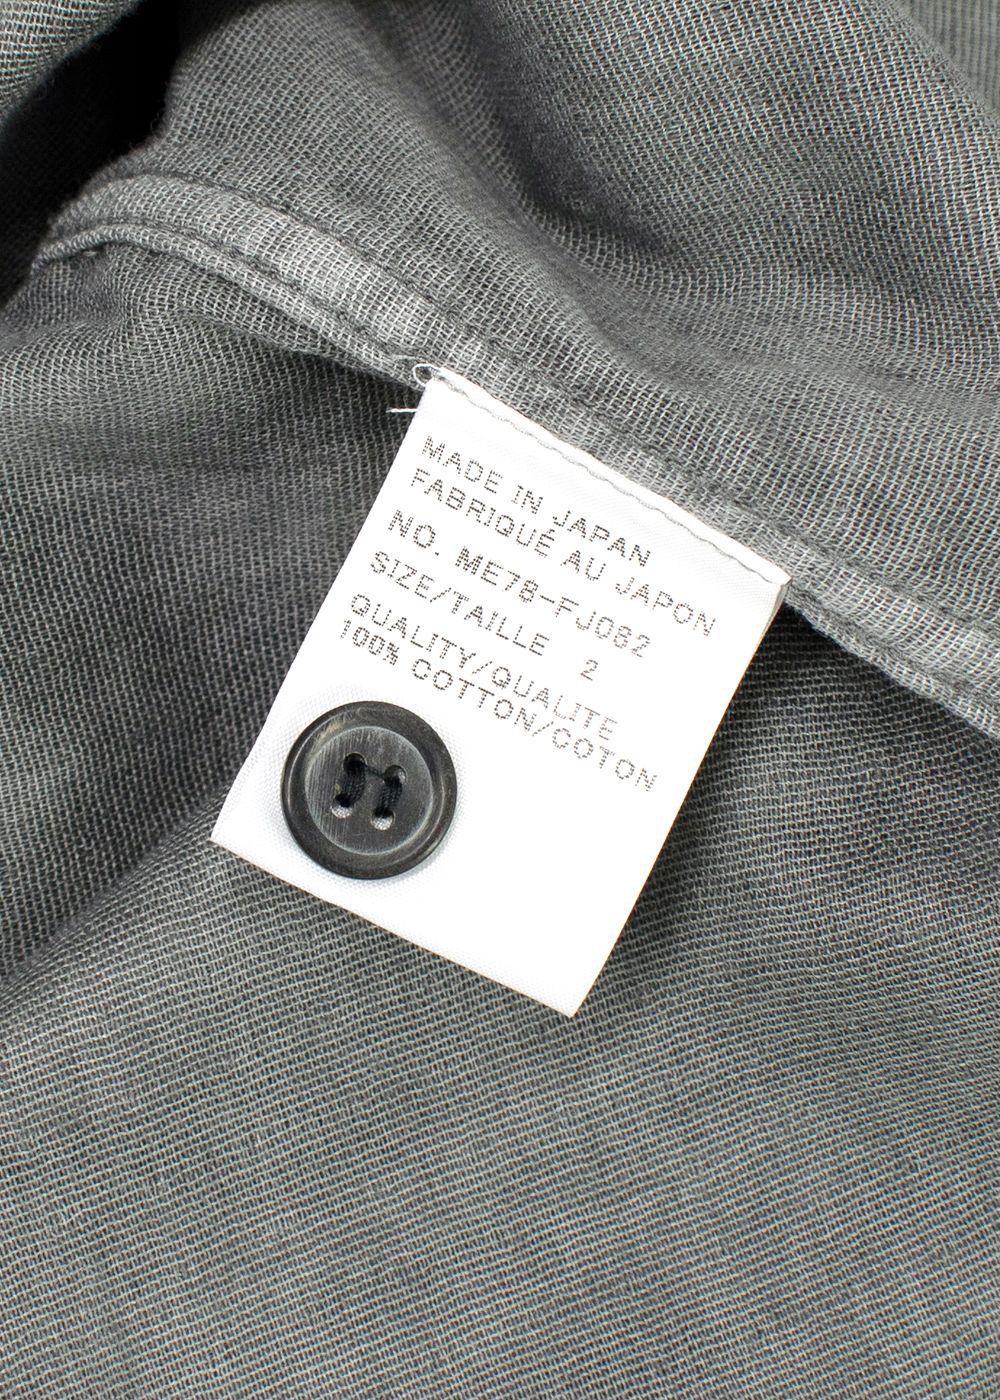 MADE IN JAPAN
FABRIQUÉ AU JAPON
NO. ME78-FJ082
SIZE/TAILLE 2
QUALITY/QUALITE
100% COTTON/COTON